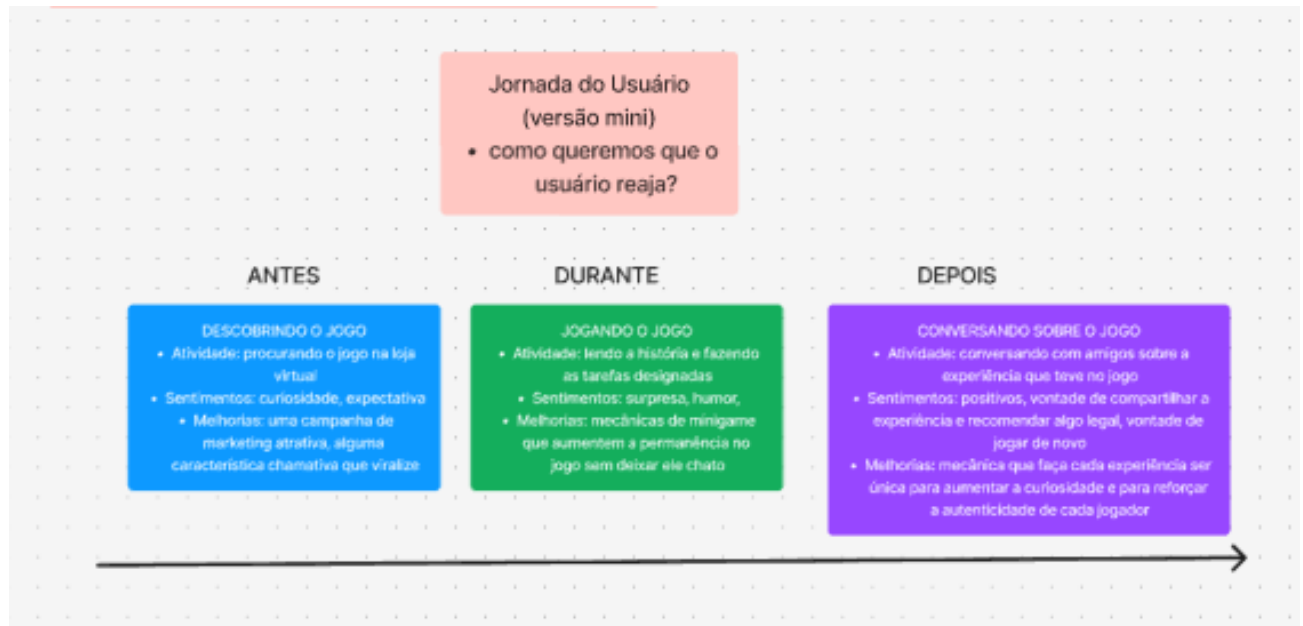 Jornada do Usuário
(versão mini)
• como queremos que o
usuário reaja?
ANTES
DURANTE
DEPOIS
DESCOBRINDO O JOGO
• Atividade: procurando o jogo na loja
virtual
• Sentimentos: curiosidade, expectativa
• Melhorias: uma campanha de
marketing atrativa, alguma
característica chamativa que viralize
JOGANDO O JOGO
• Atividade: lendo a história e fazendo
as tarefas designadas
• Sentimentos: surpresa, humor,
• Melhorias: mecânicas de minigame
que aumentem a permanência no
jogo sem deixar ele chato
CONVERSANDO SOBRE O JOGO
• Atividade: conversando com amigos sobre a
experiência que teve no jogo
• Sentimentos: positivos, vontade de compartilhar a
experiência e recomendar algo legal, vontade de
jogar de novo
• Melhorias: mecânica que faça cada experiência ser
única para aumentar a curiosidade e para reforçar
a autenticidade de cada jogador